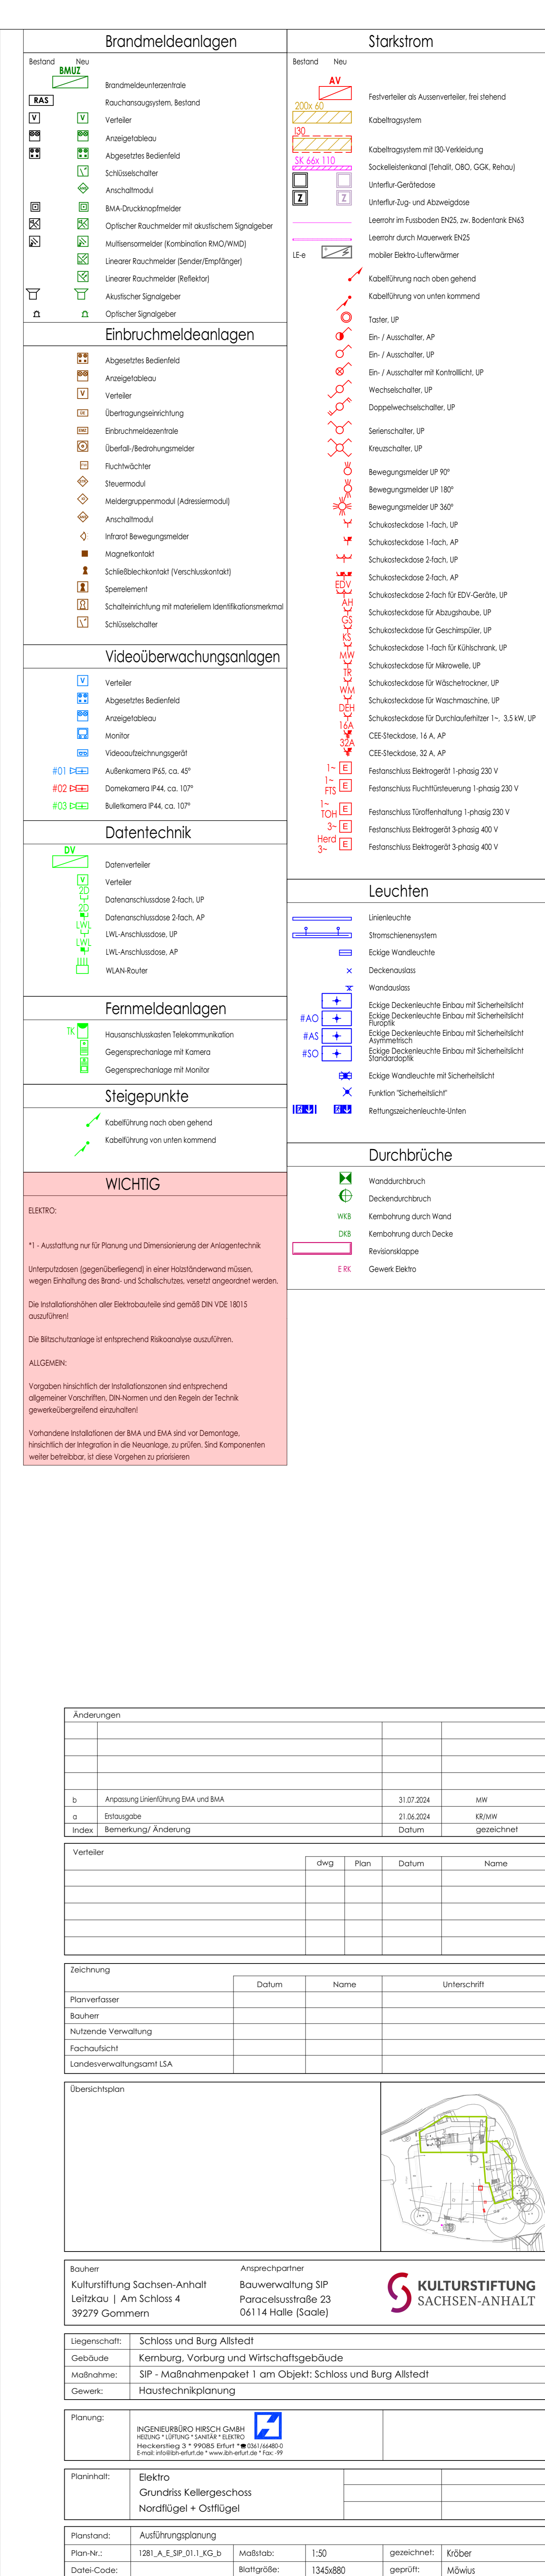 Brandmeldeanlagen
Bestand Neu
BMUZ
Brandmeldeunterzentrale
RAS Rauchansaugsystem, Bestand
V V Verteiler
Anzeigetableau
Abgesetztes Bedienfeld
Schlüsselschalter
Anschaltmodul
BMA-Druckknopfmelder
Optischer Rauchmelder mit akustischem Signalgeber
Multisensormelder (Kombination RMO/WMD)
Linearer Rauchmelder (Sender/Empfänger)
Linearer Rauchmelder (Reflektor)
Akustischer Signalgeber
Optischer Signalgeber
Einbruchmeldeanlagen
Abgesetztes Bedienfeld
Anzeigetableau
V Verteiler
Übertragungseinrichtung
Einbruchmeldezentrale
Überfall-/Bedrohungsmelder
Fluchtwächter
Steuermodul
Meldergruppenmodul (Adressiermodul)
Anschaltmodul
Infrarot Bewegungsmelder
Magnetkontakt
Schließblechkontakt (Verschlusskontakt)
Sperrelement
Schalteinrichtung mit materiellem Identifikationsmerkmal
Schlüsselschalter
Videoüberwachungsanlagen
V Verteiler
Abgesetztes Bedienfeld
Anzeigetableau
Monitor
Videoaufzeichnungsgerät
#01 Außenkamera IP65, ca. 45°
#02 Domekamera IP44, ca. 107°
#03 Bulletkamera IP44, ca. 107°
Datentechnik
DV
Datenverteiler
V Verteiler
2D Datenanschlussdose 2-fach, UP
2D Datenanschlussdose 2-fach, AP
LWL LWL-Anschlussdose, UP
LWL LWL-Anschlussdose, AP
WLAN-Router
Fernmeldeanlagen
TK Hausanschlusskasten Telekommunikation
Gegensprechanlage mit Kamera
Gegensprechanlage mit Monitor
Steigepunkte
Kabelführung nach oben gehend
Kabelführung von unten kommend
WICHTIG
ELEKTRO:
*1 - Ausstattung nur für Planung und Dimensionierung der Anlagentechnik
Unterputzdosen (gegenüberliegend) in einer Holzständerwand müssen,
wegen Einhaltung des Brand- und Schallschutzes, versetzt angeordnet werden.
Die Installationshöhen aller Elektrobauteile sind gemäß DIN VDE 18015
auszuführen!
Die Blitzschutzanlage ist entsprechend Risikoanalyse auszuführen.
ALLGEMEIN:
Vorgaben hinsichtlich der Installationszonen sind entsprechend
allgemeiner Vorschriften, DIN-Normen und den Regeln der Technik
gewerkeübergreifend einzuhalten!
Vorhandene Installationen der BMA und EMA sind vor Demontage,
hinsichtlich der Integration in die Neuanlage, zu prüfen. Sind Komponenten
weiter betreibbar, ist diese Vorgehen zu priorisieren
Starkstrom
Bestand Neu
AV
Festverteiler als Aussenverteiler, frei stehend
200x 60
Kabeltragsystem
I30
Kabeltragsystem mit I30-Verkleidung
SK 66x 110
Sockelleistenkanal (Tehalit, OBO, GGK, Rehau)
Unterflur-Gerätedose
Z Z Unterflur-Zug- und Abzweigdose
Leerrohr im Fussboden EN25, zw. Bodentank EN63
Leerrohr durch Mauerwerk EN25
LE-e mobiler Elektro-Lufterwärmer
Kabelführung nach oben gehend
Kabelführung von unten kommend
Taster, UP
Ein- / Ausschalter, AP
Ein- / Ausschalter, UP
Ein- / Ausschalter mit Kontrolllicht, UP
Wechselschalter, UP
Doppelwechselschalter, UP
Serienschalter, UP
Kreuzschalter, UP
Bewegungsmelder UP 90°
Bewegungsmelder UP 180°
Bewegungsmelder UP 360°
Schukosteckdose 1-fach, UP
Schukosteckdose 1-fach, AP
Schukosteckdose 2-fach, UP
Schukosteckdose 2-fach, AP
EDV Schukosteckdose 2-fach für EDV-Geräte, UP
AH Schukosteckdose für Abzugshaube, UP
GS Schukosteckdose für Geschirrspüler, UP
KS Schukosteckdose 1-fach für Kühlschrank, UP
MW Schukosteckdose für Mikrowelle, UP
TR Schukosteckdose für Wäschetrockner, UP
WM Schukosteckdose für Waschmaschine, UP
DEH Schukosteckdose für Durchlauferhitzer 1~, 3,5 kW, UP
16A CEE-Steckdose, 16 A, AP
32A CEE-Steckdose, 32 A, AP
1~ E Festanschluss Elektrogerät 1-phasig 230 V
1~ FTS E Festanschluss Fluchttürsteuerung 1-phasig 230 V
1~ TOH E Festanschluss Türoffenhaltung 1-phasig 230 V
3~ E Festanschluss Elektrogerät 3-phasig 400 V
Herd 3~ E Festanschluss Elektrogerät 3-phasig 400 V
Leuchten
Linienleuchte
Stromschienensystem
Eckige Wandleuchte
Deckenauslass
Wandauslass
Eckige Deckenleuchte Einbau mit Sicherheitslicht
#AO Eckige Deckenleuchte Einbau mit Sicherheitslicht
Fluroptik
#AS Eckige Deckenleuchte Einbau mit Sicherheitslicht
Asymmetrisch
#SO Eckige Deckenleuchte Einbau mit Sicherheitslicht
Standardoptik
Eckige Wandleuchte mit Sicherheitslicht
Funktion "Sicherheitslicht"
Rettungszeichenleuchte-Unten
Durchbrüche
Wanddurchbruch
Deckendurchbruch
WKB Kernbohrung durch Wand
DKB Kernbohrung durch Decke
Revisionsklappe
E RK Gewerk Elektro
Änderungen
b Anpassung Linienführung EMA und BMA 31.07.2024 MW
a Erstausgabe 21.06.2024 KR/MW
Index Bemerkung/ Änderung Datum gezeichnet
Verteiler
dwg Plan Datum Name
Zeichnung
Datum Name Unterschrift
Planverfasser
Bauherr
Nutzende Verwaltung
Fachaufsicht
Landesverwaltungsamt LSA
Übersichtsplan
Bauherr Ansprechpartner
Kulturstiftung Sachsen-Anhalt Bauverwaltung SIP
Leitzkau | Am Schloss 4 Paracelsusstraße 23
39279 Gommern 06114 Halle (Saale)
KULTURSTIFTUNG
SACHSEN-ANHALT
Liegenschaft: Schloss und Burg Allstedt
Gebäude Kernburg, Vorburg und Wirtschaftsgebäude
Maßnahme: SIP - Maßnahmenpaket 1 am Objekt: Schloss und Burg Allstedt
Gewerk: Haustechnikplanung
Planung:
INGENIEURBÜRO HIRSCH GMBH
HEIZUNG * LÜFTUNG * SANITÄR * ELEKTRO
Heckerstieg 3 * 99085 Erfurt *☎0361/66480-0
E-mail: info@ibh-erfurt.de * www.ibh-erfurt.de * Fax: -99
Planinhalt: Elektro
Grundriss Kellergeschoss
Nordflügel + Ostflügel
Planstand: Ausführungsplanung
Plan-Nr.: 1281_A_E_SIP_01.1_KG_b Maßstab: 1:50 gezeichnet: Kröber
Datei-Code: Blattgröße: 1345x880 geprüft: Möwius